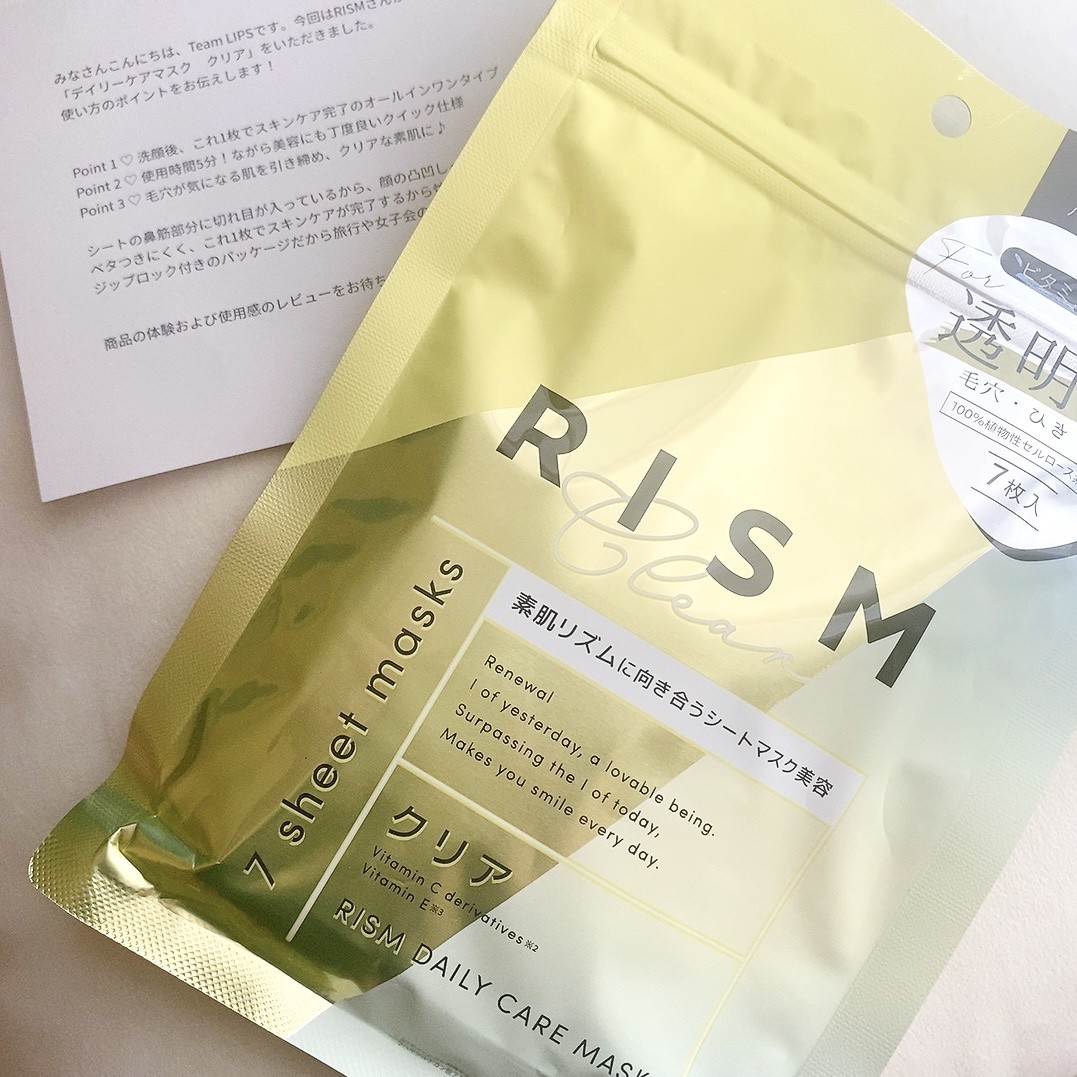 みなさんこんにちは、Team LIPSです。今回はRISMさんか
「デイリーケアマスク　クリア」をいただきました。
使い方のポイントをお伝えします！
Point 1 ♡ 洗顔後、これ1枚でスキンケア完了のオールインワンタイプ
Point 2 ♡ 使用時間5分！ながら美容にも丁度良いクイック仕様
Point 3 ♡ 毛穴が気になる肌を引き締め、クリアな素肌に♪
シートの鼻筋部分に切れ目が入っているから、顔の凸凹
ベタつきにくく、これ1枚でスキンケアが完了するから
ジップロック付きのパッケージだから旅行や女子会の
商品の体験および使用感のレビューをお待ち
For
ビタミ
透明
毛穴・ひき
100%植物性セルロース
7枚入
RISM
Clear
素肌リズムに向き合うシートマスク美容
7 sheet masks
Renewal
I of yesterday, a lovable being.
Surpassing the I of today,
Makes you smile every day.
クリア
Vitamin C derivatives※2
Vitamin E※3
RISM DAILY CARE MASK